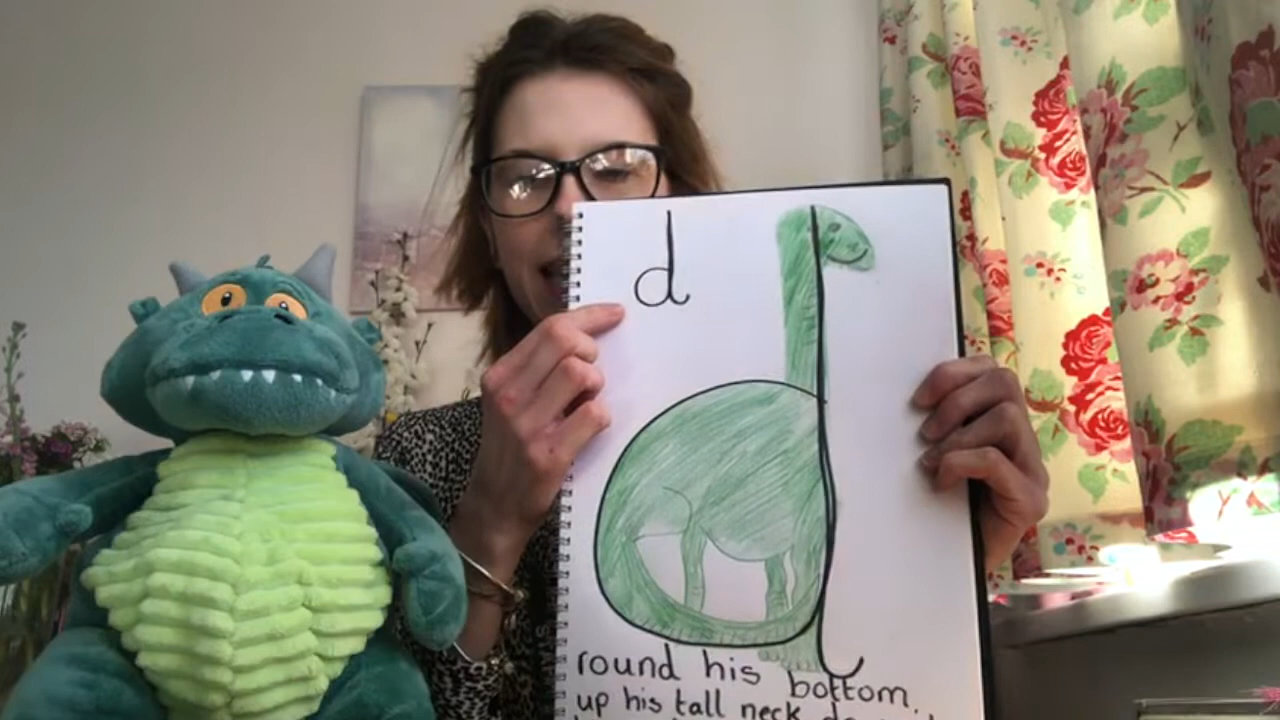 d
round his bottom.
up his tall neck